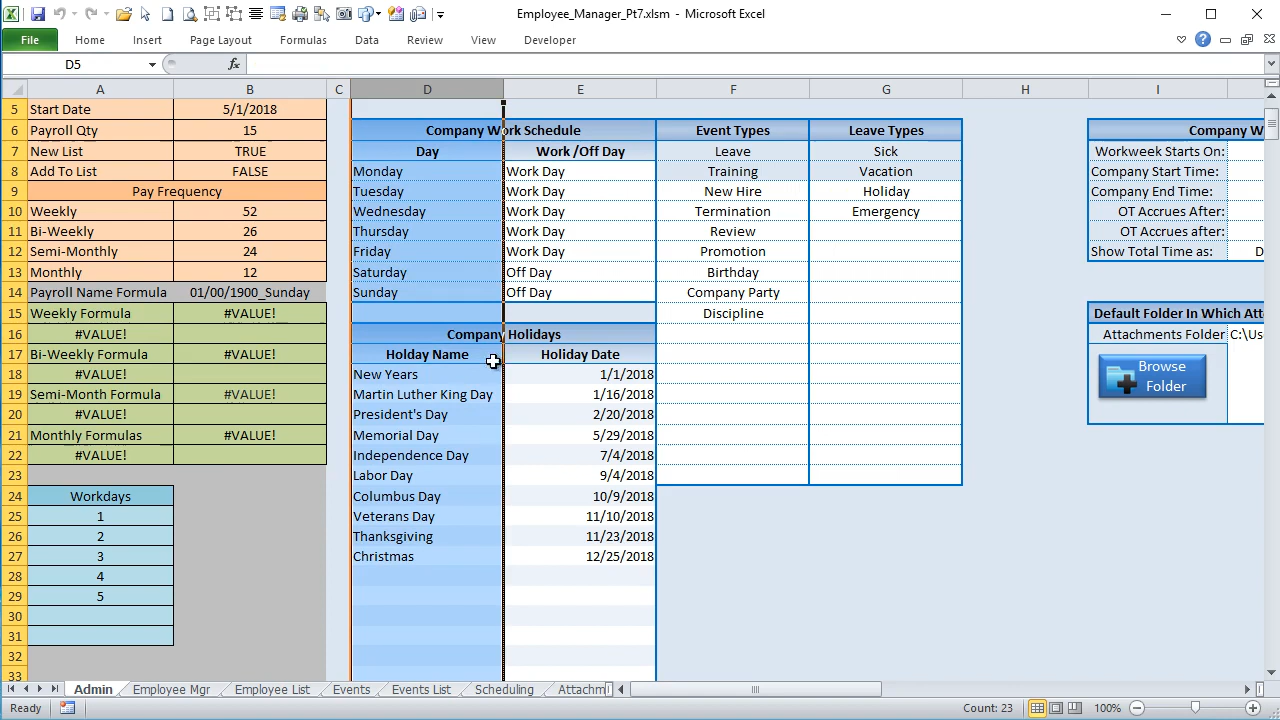 Employee_Manager_Pt7.xlsm - Microsoft Excel
File Home Insert Page Layout Formulas Data Review View Developer
D5 fx
A B C D E F G H I
5 Start Date 5/1/2018
6 Payroll Qty 15 Company Work Schedule Event Types Leave Types Company W
7 New List TRUE Day Work /Off Day Leave Sick Workweek Starts On:
8 Add To List FALSE Monday Work Day Training Vacation Company Start Time:
9 Pay Frequency Tuesday Work Day New Hire Holiday Company End Time:
10 Weekly 52 Wednesday Work Day Termination Emergency OT Accrues After:
11 Bi-Weekly 26 Thursday Work Day Review OT Accrues after:
12 Semi-Monthly 24 Friday Work Day Promotion Show Total Time as: D
13 Monthly 12 Saturday Off Day Birthday
14 Payroll Name Formula 01/00/1900_Sunday Sunday Off Day Company Party
15 Weekly Formula #VALUE! Discipline Default Folder In Which Att
16 #VALUE! Company Holidays Attachments Folder C:\Us
17 Bi-Weekly Formula #VALUE! Holday Name Holiday Date Browse Folder
18 #VALUE! New Years 1/1/2018
19 Semi-Month Formula #VALUE! Martin Luther King Day 1/16/2018
20 #VALUE! President's Day 2/20/2018
21 Monthly Formulas #VALUE! Memorial Day 5/29/2018
22 #VALUE! Independence Day 7/4/2018
23 Labor Day 9/4/2018
24 Workdays Columbus Day 10/9/2018
25 1 Veterans Day 11/10/2018
26 2 Thanksgiving 11/23/2018
27 3 Christmas 12/25/2018
28 4
29 5
30
31
32
33
Admin Employee Mgr Employee List Events Events List Scheduling Attachm
Ready Count: 23 100%